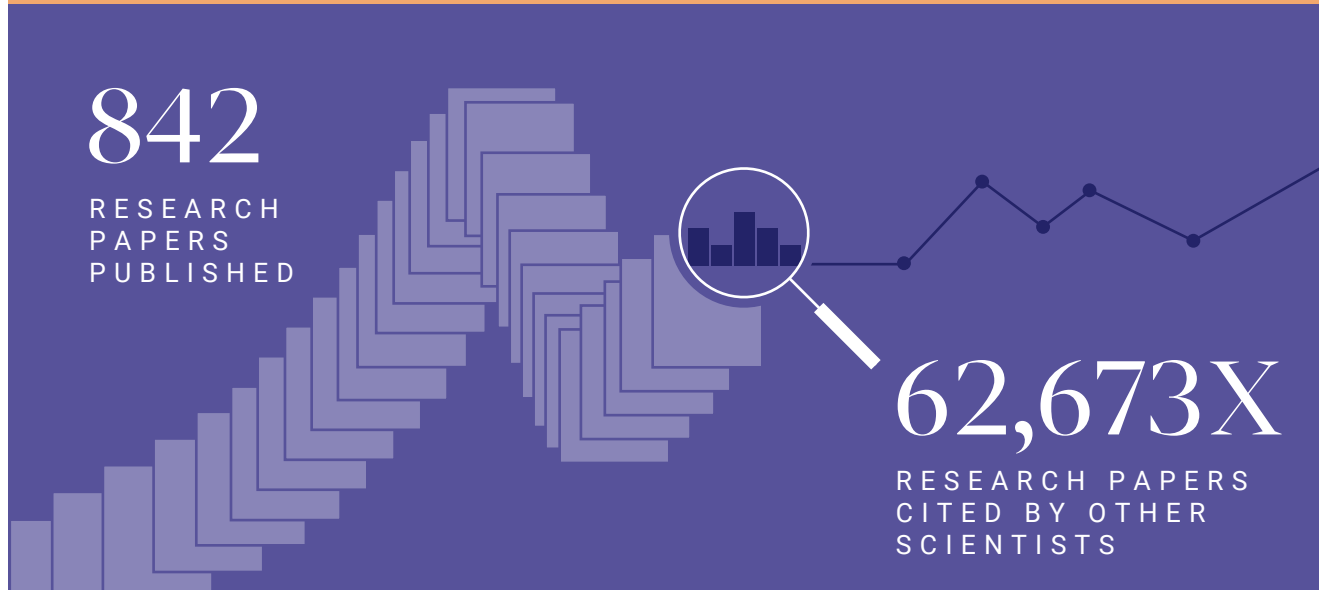 842
RESEARCH
PAPERS
PUBLISHED
62,673X
RESEARCH PAPERS
CITED BY OTHER
SCIENTISTS